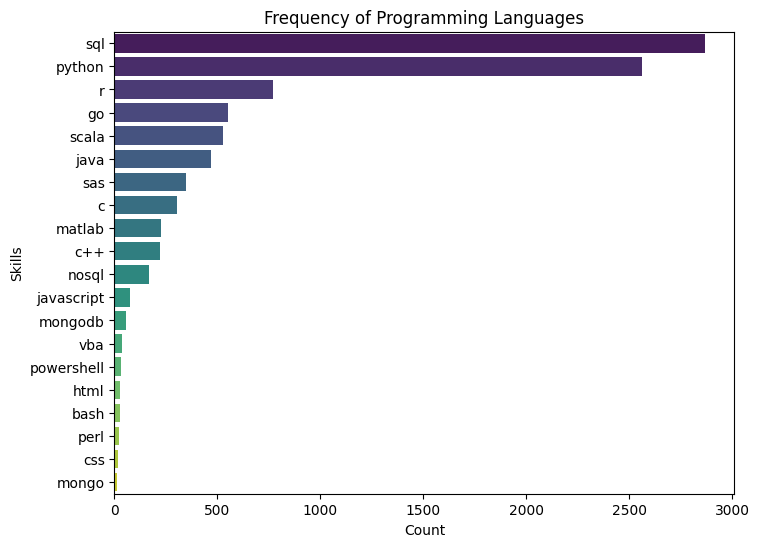 Frequency of Programming Languages
sql
python
r
go
scala
java
sas
c
matlab
c++
nosql
javascript
mongodb
vba
powershell
html
bash
perl
css
mongo
Skills
0 500 1000 1500 2000 2500 3000
Count